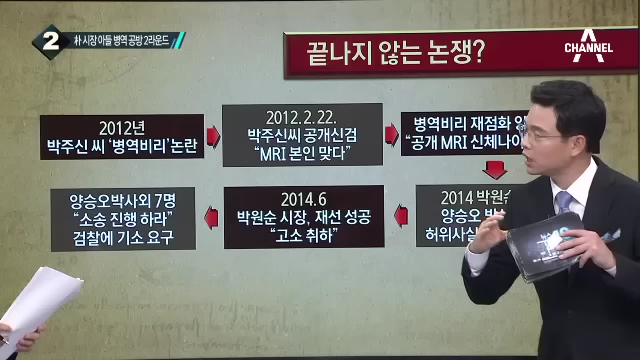 2 朴 시장 아들 병역 공방 2라운드
끝나지 않는 논쟁?
CHANNEL A
2012년
박주신 씨 ‘병역비리’ 논란
2012.2.22.
박주신씨 공개신검
“MRI 본인 맞다”
병역비리 재점화
“공개 MRI 신체나이
2014 박원순
양승오
허위사실
2014.6
박원순 시장, 재선 성공
“고소 취하”
양승오박사외 7명
“소송 진행 하라”
검찰에 기소 요구